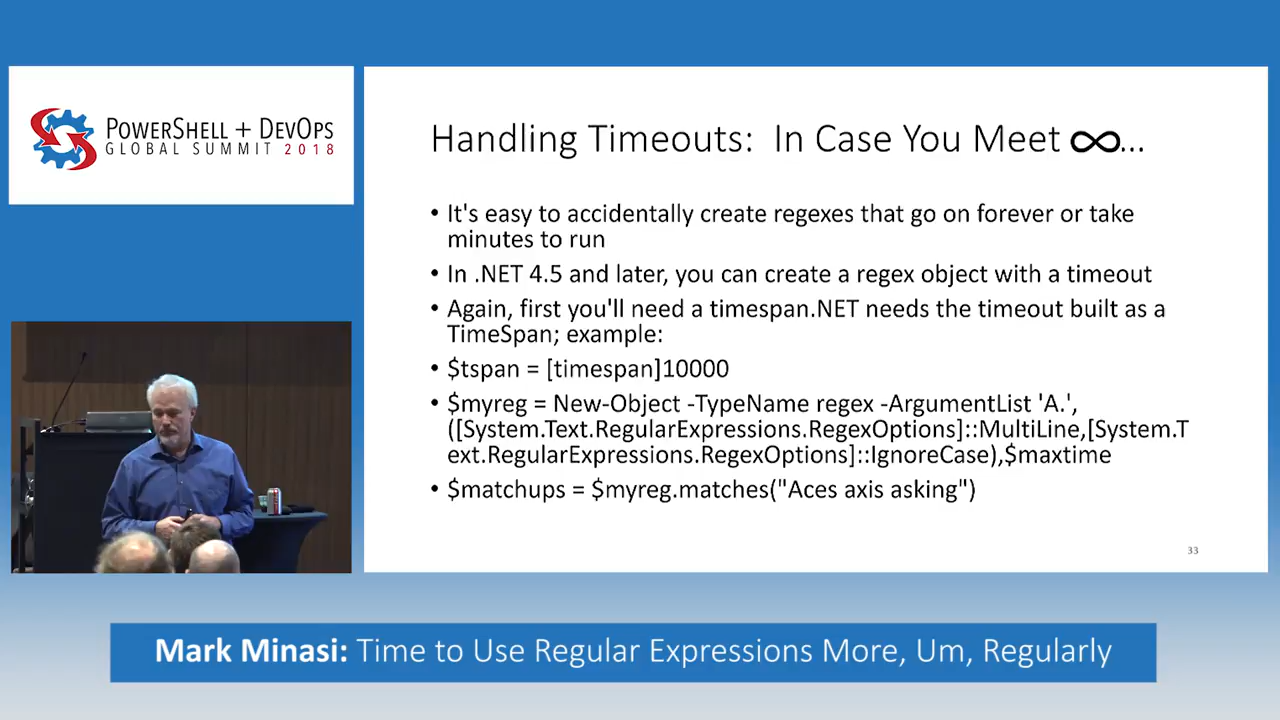 POWERSHELL + DEVOPS
GLOBAL SUMMIT 2018
Handling Timeouts: In Case You Meet ∞...
• It's easy to accidentally create regexes that go on forever or take
minutes to run
• In .NET 4.5 and later, you can create a regex object with a timeout
• Again, first you'll need a timespan.NET needs the timeout built as a
TimeSpan; example:
• $tspan = [timespan]10000
• $myreg = New-Object -TypeName regex -ArgumentList 'A.',
([System.Text.RegularExpressions.RegexOptions]::MultiLine,[System.T
ext.RegularExpressions.RegexOptions]::IgnoreCase),$maxtime
• $matchups = $myreg.matches("Aces axis asking")
33
Mark Minasi: Time to Use Regular Expressions More, Um, Regularly